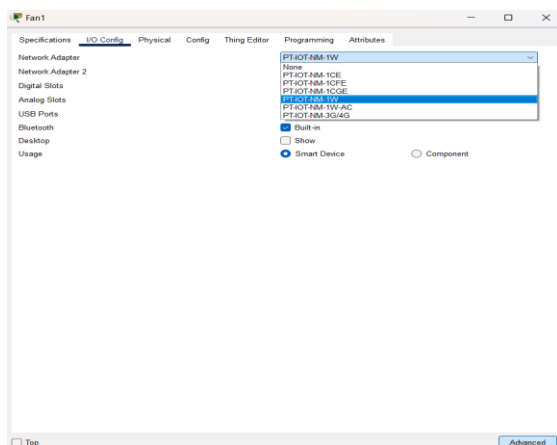 Fan1
Specifications I/O Config Physical Config Thing Editor Programming Attributes
Network Adapter PT-IOT-NM-1W
None
Network Adapter 2 PT-IOT-NM-1CE
PT-IOT-NM-1CFE
Digital Slots PT-IOT-NM-1CGE
Analog Slots PT-IOT-NM-1W
PT-IOT-NM-1W-AC
USB Ports PT-IOT-NM-3G/4G
Bluetooth Built-in
Desktop Show
Usage Smart Device Component
Top Advanced